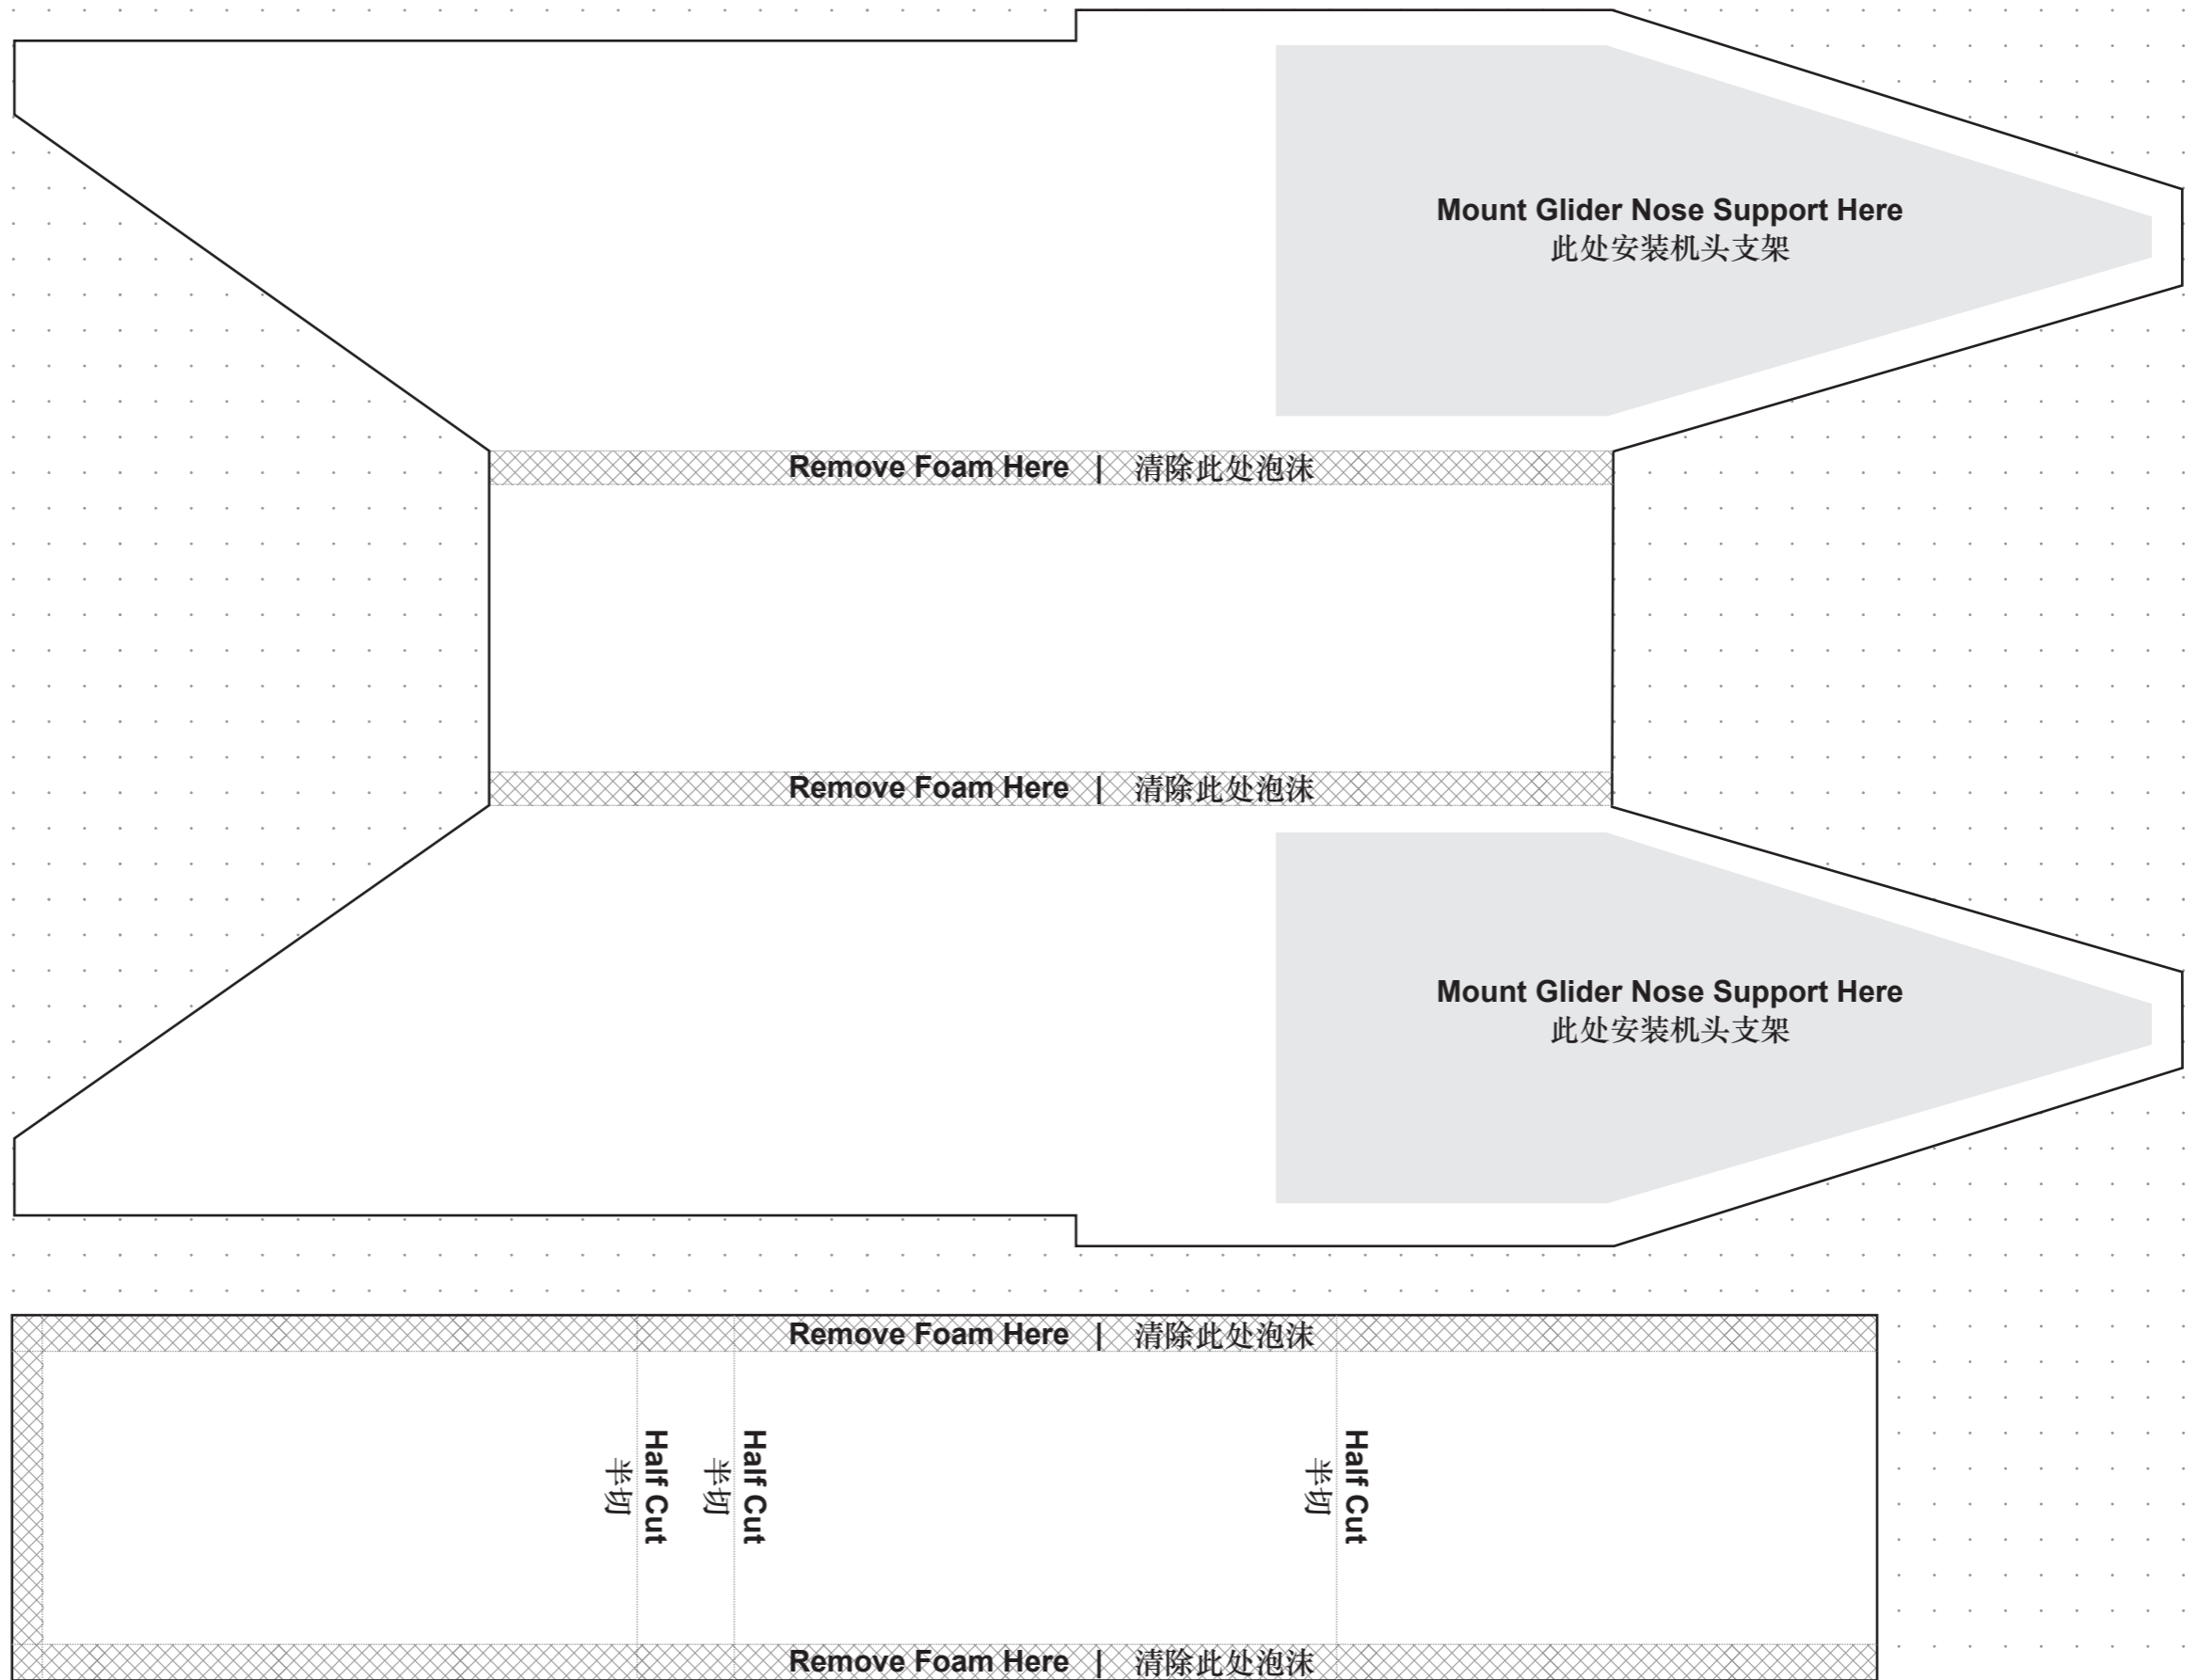 Mount Glider Nose Support Here
此处安装机头支架
Remove Foam Here | 清除此处泡沫
Remove Foam Here | 清除此处泡沫
Mount Glider Nose Support Here
此处安装机头支架
Remove Foam Here | 清除此处泡沫
Half Cut
半切
Half Cut
半切
Half Cut
半切
Remove Foam Here | 清除此处泡沫